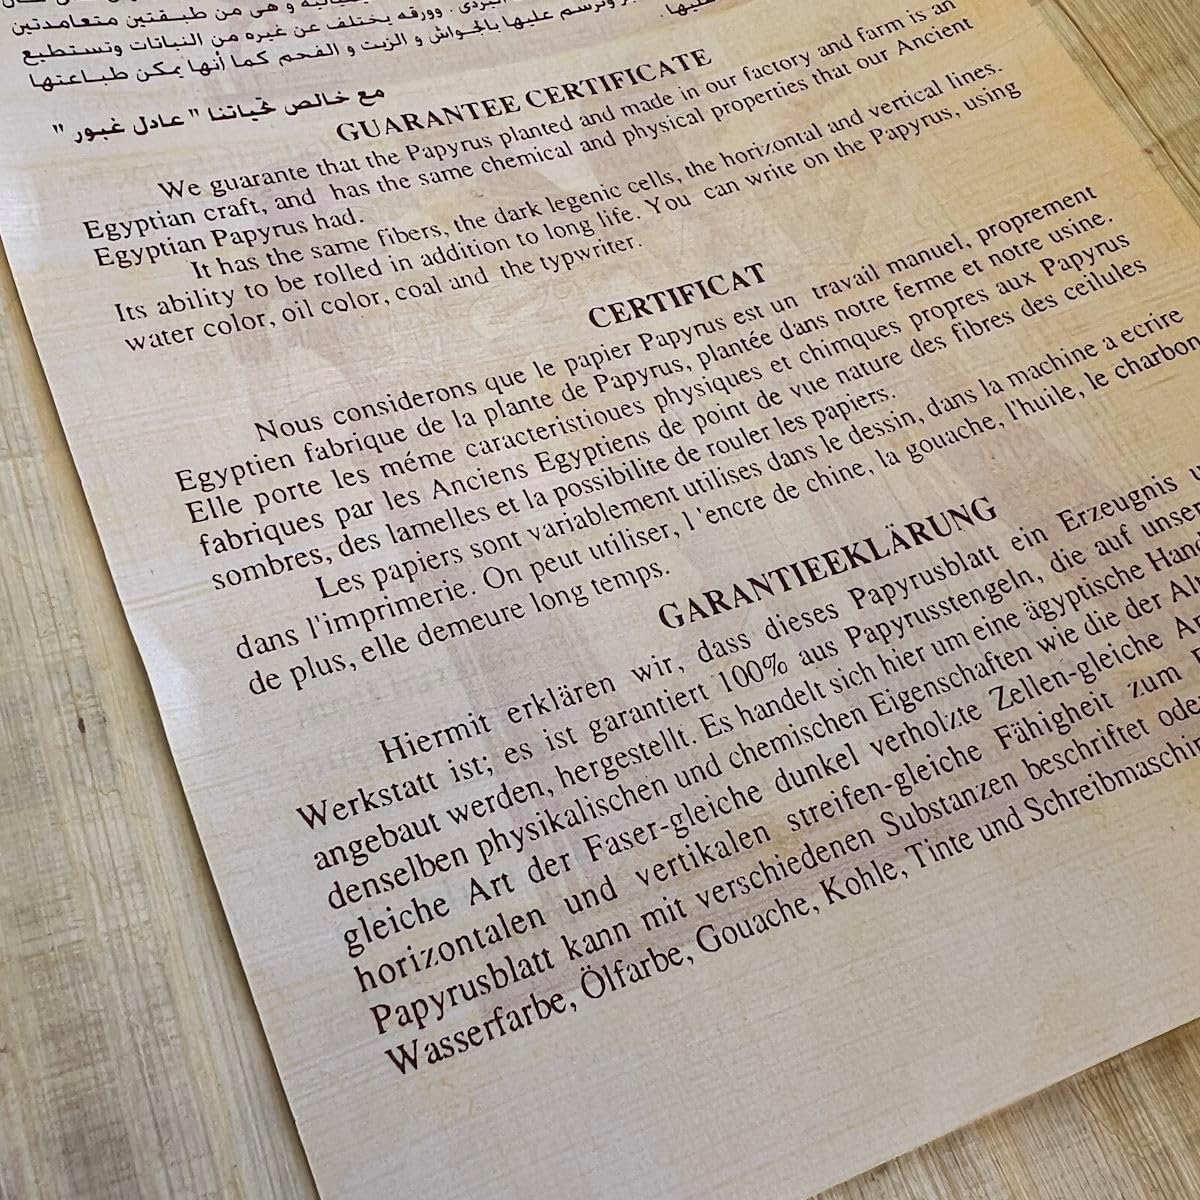 و هى من طبقتين متعامدتين
البردى . وورقه يختلف عن غيره من النباتات وتستطيع
وترسم عليها بالحواش و الزيت و الفحم كما أنها يمكن طباعتها
عليها .
مع خالص تحياتنا " عادل غبور "
GUARANTEE CERTIFICATE
We guarante that the Papyrus planted and made in our factory and farm is an
Egyptian craft, and has the same chemical and physical properties that our Ancient
Egyptian Papyrus had.
It has the same fibers, the dark legenic cells, the horizontal and vertical lines.
Its ability to be rolled in addition to long life. You can write on the Papyrus, using
water color, oil color, coal and the typwriter.
CERTIFICAT
Nous considerons que le papier Papyrus est un travail manuel, proprement
Egyptien fabrique de la plante de Papyrus, plantée dans notre ferme et notre usine.
Elle porte les méme caracteristioues physiques et chimques propres aux Papyrus
fabriques par les Anciens Egyptiens de point de vue nature des fibres des ceilules
sombres, des lamelles et la possibilite de rouler les papiers.
Les papiers sont variablement utilises dans le dessin, dans la machine a ecrire
dans l'imprimerie. On peut utiliser, l 'encre de chine, la gouache, l'huile, le charbon
de plus, elle demeure long temps.
GARANTIEEKLÄRUNG
Hiermit erklären wir, dass dieses Papyrusblatt ein Erzeugnis
Werkstatt ist; es ist garantiert 100% aus Papyrusstengeln, die auf unser
angebaut werden, hergestellt. Es handelt sich hier um eine ägyptische Hand
denselben physikalischen und chemischen Eigenschaften wie die der Alt
gleiche Art der Faser-gleiche dunkel verholzte Zellen-gleiche
horizontalen und vertikalen streifen-gleiche Fähigheit zum
Papyrusblatt kann mit verschiedenen Substanzen beschriftet ode
Wasserfarbe, Ölfarbe, Gouache, Kohle, Tinte und Schreibmaschin